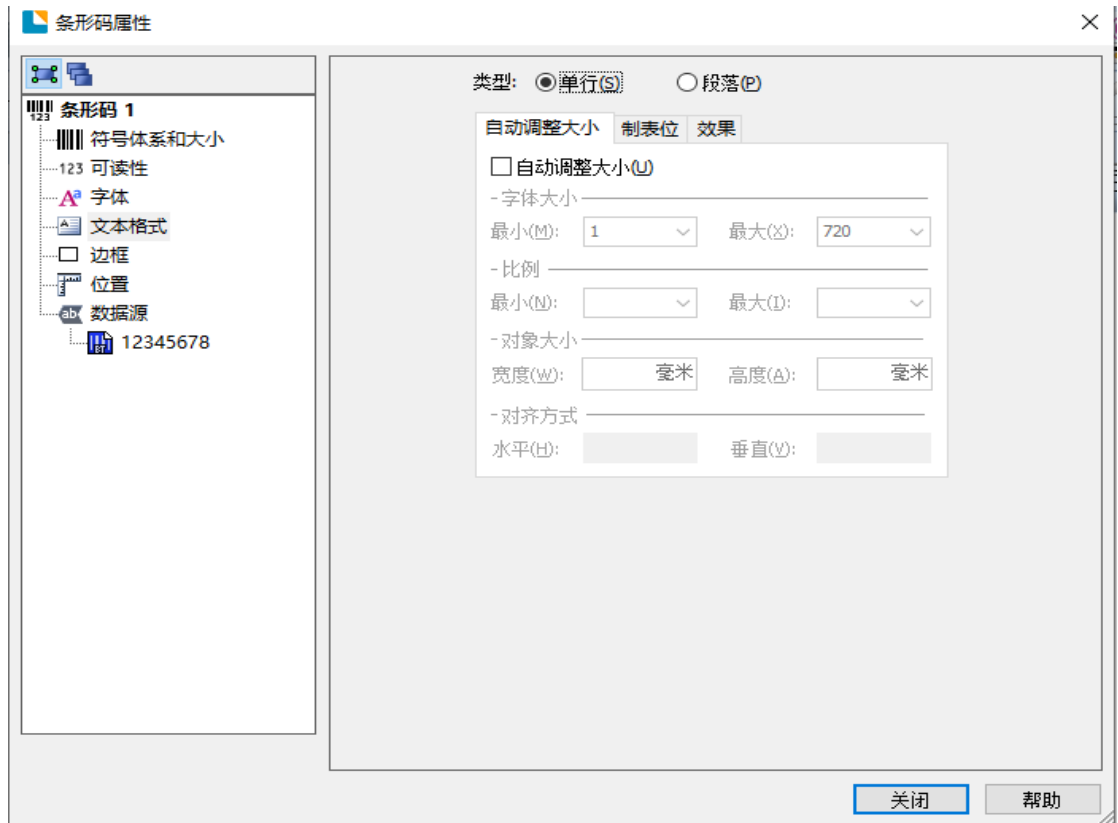 条形码属性
条形码 1
符号体系和大小
123 可读性
字体
文本格式
边框
位置
数据源
12345678
类型: 单行(S) 段落(P)
自动调整大小 制表位 效果
自动调整大小(U)
字体大小
最小(M): 1 最大(X): 720
比例
最小(N): 最大(I):
对象大小
宽度(W): 毫米 高度(A): 毫米
对齐方式
水平(H): 垂直(V):
关闭 帮助